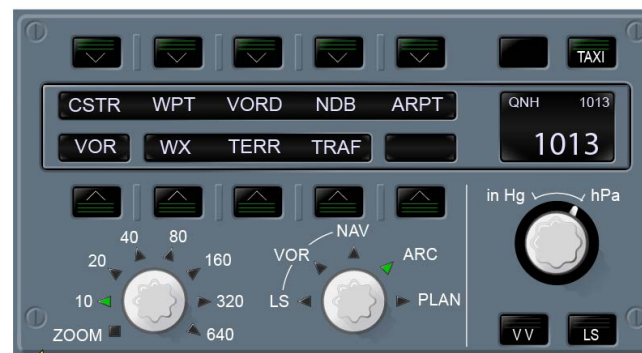 TAXI
CSTR WPT VORD NDB ARPT
QNH 1013
VOR WX TERR TRAF
1013
in Hg hPa
40 80
20 160
10 320
ZOOM 640
NAV
VOR ARC
LS PLAN
V V LS